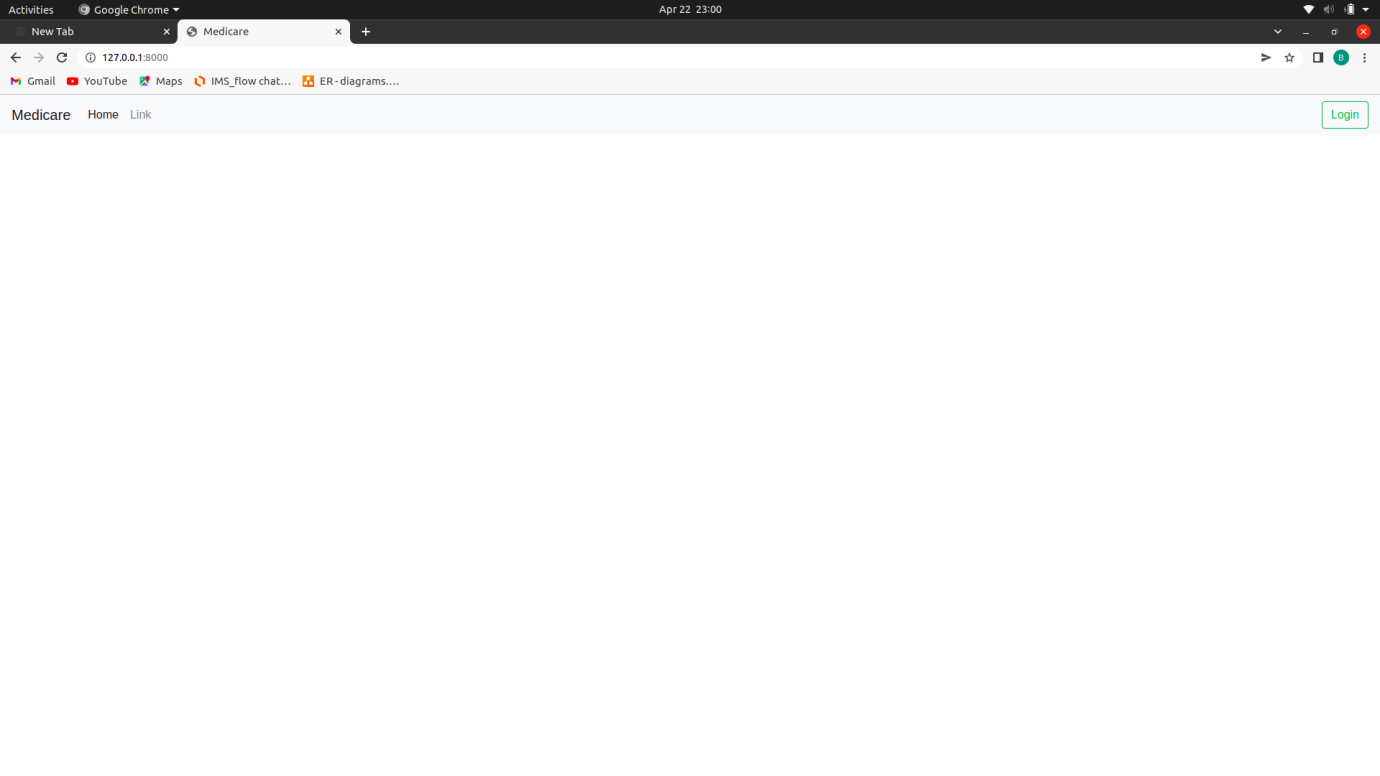 Activities Google Chrome Apr 22 23:00
New Tab Medicare
127.0.0.1:8000 B
Gmail YouTube Maps IMS_flow chat... ER-diagrams....
Medicare Home Link Login